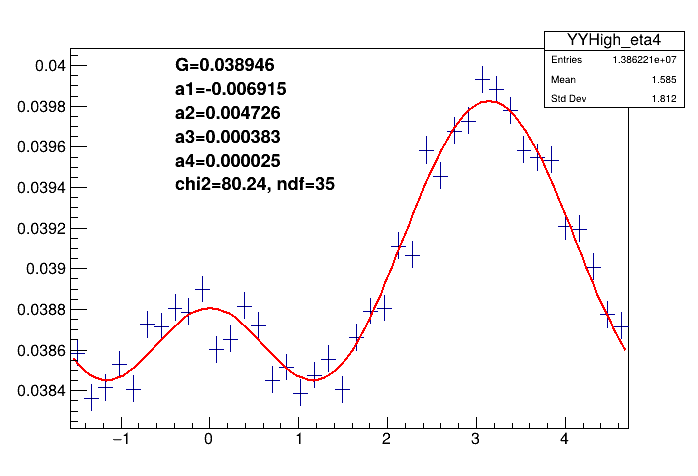 YYHigh_eta4
Entries 1.386221e+07
Mean 1.585
Std Dev 1.812
G=0.038946
a1=-0.006915
a2=0.004726
a3=0.000383
a4=0.000025
chi2=80.24, ndf=35
0.04
0.0398
0.0396
0.0394
0.0392
0.039
0.0388
0.0386
0.0384
−1 0 1 2 3 4